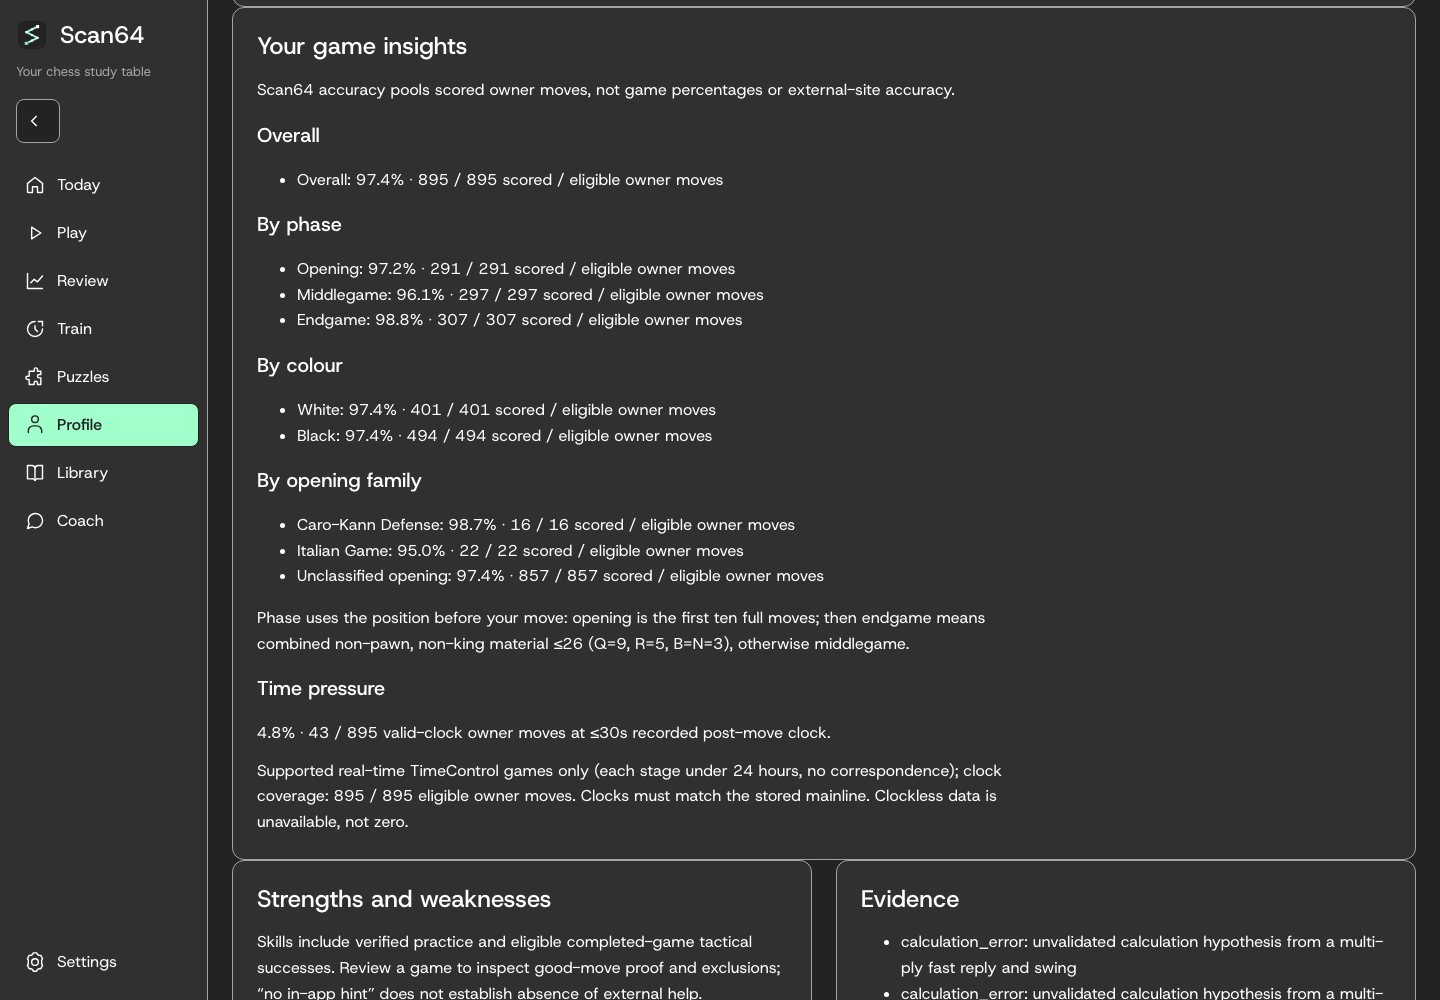 Scan64
Your chess study table
Today
Play
Review
Train
Puzzles
Profile
Library
Coach
Settings
Your game insights
Scan64 accuracy pools scored owner moves, not game percentages or external-site accuracy.
Overall
Overall: 97.4% · 895 / 895 scored / eligible owner moves
By phase
Opening: 97.2% · 291 / 291 scored / eligible owner moves
Middlegame: 96.1% · 297 / 297 scored / eligible owner moves
Endgame: 98.8% · 307 / 307 scored / eligible owner moves
By colour
White: 97.4% · 401 / 401 scored / eligible owner moves
Black: 97.4% · 494 / 494 scored / eligible owner moves
By opening family
Caro-Kann Defense: 98.7% · 16 / 16 scored / eligible owner moves
Italian Game: 95.0% · 22 / 22 scored / eligible owner moves
Unclassified opening: 97.4% · 857 / 857 scored / eligible owner moves
Phase uses the position before your move: opening is the first ten full moves; then endgame means
combined non-pawn, non-king material ≤26 (Q=9, R=5, B=N=3), otherwise middlegame.
Time pressure
4.8% · 43 / 895 valid-clock owner moves at ≤30s recorded post-move clock.
Supported real-time TimeControl games only (each stage under 24 hours, no correspondence); clock
coverage: 895 / 895 eligible owner moves. Clocks must match the stored mainline. Clockless data is
unavailable, not zero.
Strengths and weaknesses
Skills include verified practice and eligible completed-game tactical
successes. Review a game to inspect good-move proof and exclusions;
“no in-app hint” does not establish absence of external help.
Evidence
calculation_error: unvalidated calculation hypothesis from a multi-
ply fast reply and swing
calculation_error: unvalidated calculation hypothesis from a multi-